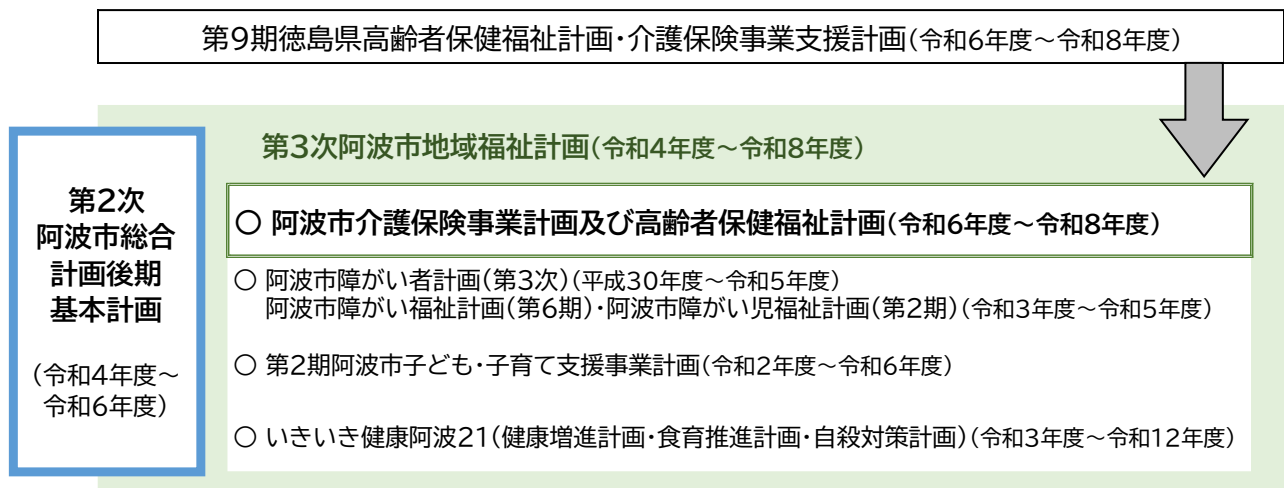 第9期徳島県高齢者保健福祉計画・介護保険事業支援計画(令和6年度～令和8年度)
第3次阿波市地域福祉計画(令和4年度～令和8年度)
第2次
阿波市総合
計画後期
基本計画
(令和4年度～
令和6年度)
○ 阿波市介護保険事業計画及び高齢者保健福祉計画(令和6年度～令和8年度)
○ 阿波市障がい者計画(第3次)(平成30年度～令和5年度)
阿波市障がい福祉計画(第6期)・阿波市障がい児福祉計画(第2期)(令和3年度～令和5年度)
○ 第2期阿波市子ども・子育て支援事業計画(令和2年度～令和6年度)
○ いきいき健康阿波21(健康増進計画・食育推進計画・自殺対策計画)(令和3年度～令和12年度)